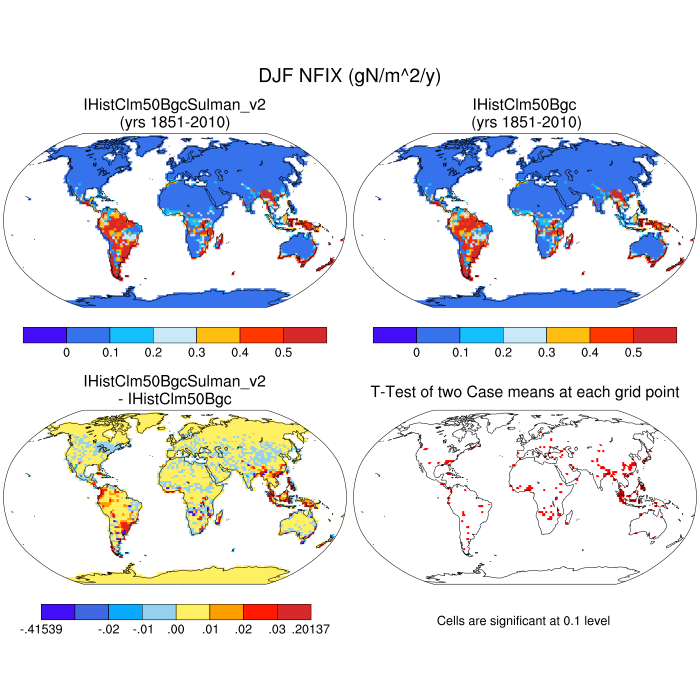 DJF NFIX (gN/m^2/y)
IHistClm50BgcSulman_v2
(yrs 1851-2010)
IHistClm50Bgc
(yrs 1851-2010)
0 0.1 0.2 0.3 0.4 0.5
0 0.1 0.2 0.3 0.4 0.5
IHistClm50BgcSulman_v2
- IHistClm50Bgc
T-Test of two Case means at each grid point
-.41539 -.02 -.01 .00 .01 .02 .03 .20137
Cells are significant at 0.1 level